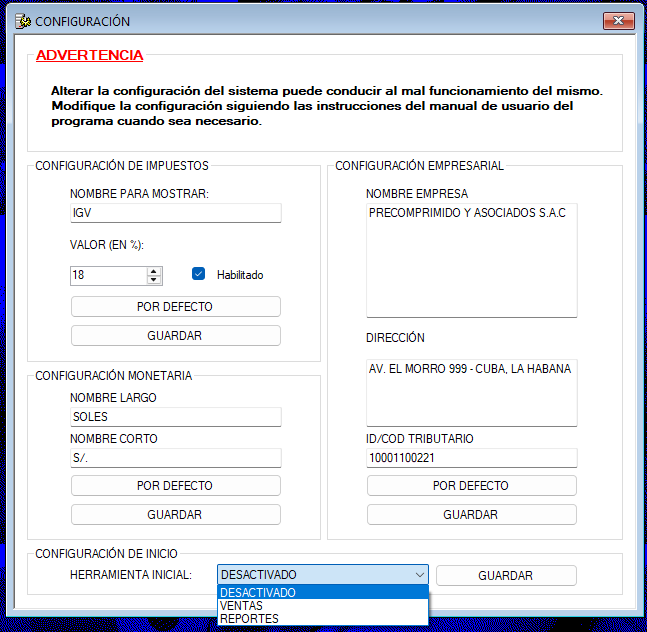 CONFIGURACIÓN
ADVERTENCIA
Alterar la configuración del sistema puede conducir al mal funcionamiento del mismo.
Modifique la configuración siguiendo las instrucciones del manual de usuario del
programa cuando sea necesario.
CONFIGURACIÓN DE IMPUESTOS
NOMBRE PARA MOSTRAR:
IGV
VALOR (EN %):
18
Habilitado
POR DEFECTO
GUARDAR
CONFIGURACIÓN MONETARIA
NOMBRE LARGO
SOLES
NOMBRE CORTO
S/.
POR DEFECTO
GUARDAR
CONFIGURACIÓN EMPRESARIAL
NOMBRE EMPRESA
PRECOMPRIMIDO Y ASOCIADOS S.A.C
DIRECCIÓN
AV. EL MORRO 999 - CUBA, LA HABANA
ID/COD TRIBUTARIO
10001100221
POR DEFECTO
GUARDAR
CONFIGURACIÓN DE INICIO
HERRAMIENTA INICIAL:
DESACTIVADO
GUARDAR
DESACTIVADO
VENTAS
REPORTES